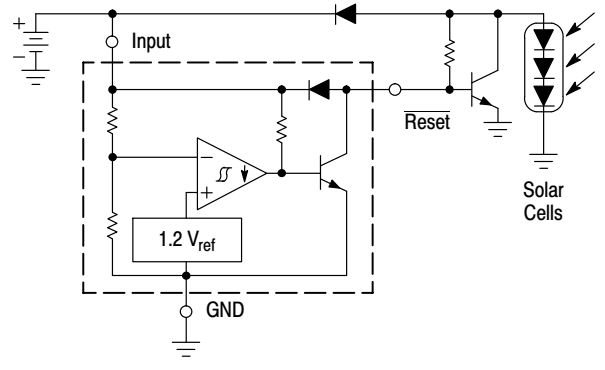 +
−
Input
Reset
−
+
1.2 Vref
Solar
Cells
GND